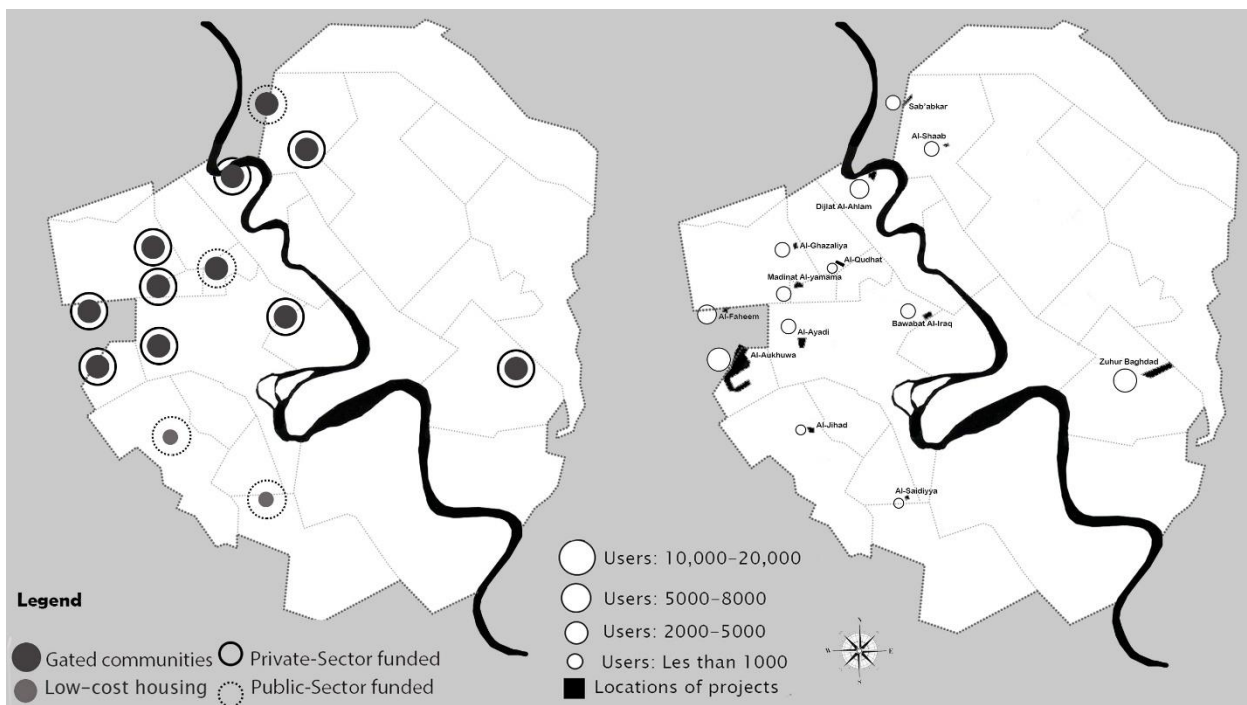 Legend
Gated communities
Private-Sector funded
Low-cost housing
Public-Sector funded
Sab'abkar
Al-Shaab
Dijlat Al-Ahlam
Al-Ghazaliya
Al-Qudhat
Madinat Al-yamama
Al-Faheem
Bawabat Al-Iraq
Al-Ayadi
Al-Aukhuwa
Zuhur Baghdad
Al-Jihad
Al-Saidiyya
Users: 10,000–20,000
Users: 5000–8000
Users: 2000–5000
Users: Less than 1000
Locations of projects
N
W
E
S